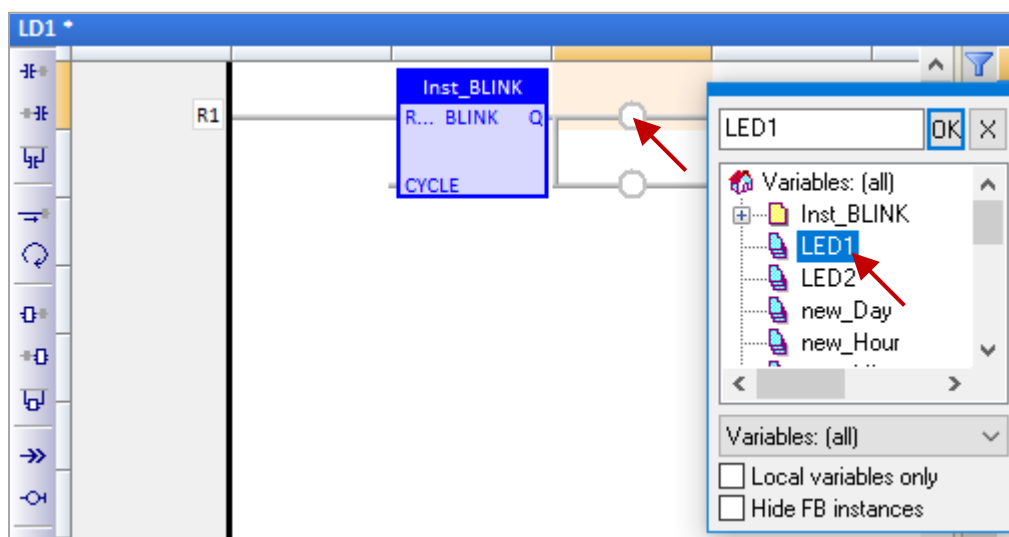 LD1 *
R1
Inst_BLINK
R... BLINK Q
CYCLE
LED1 OK X
Variables: (all)
Inst_BLINK
LED1
LED2
new_Day
new_Hour
Variables: (all)
Local variables only
Hide FB instances